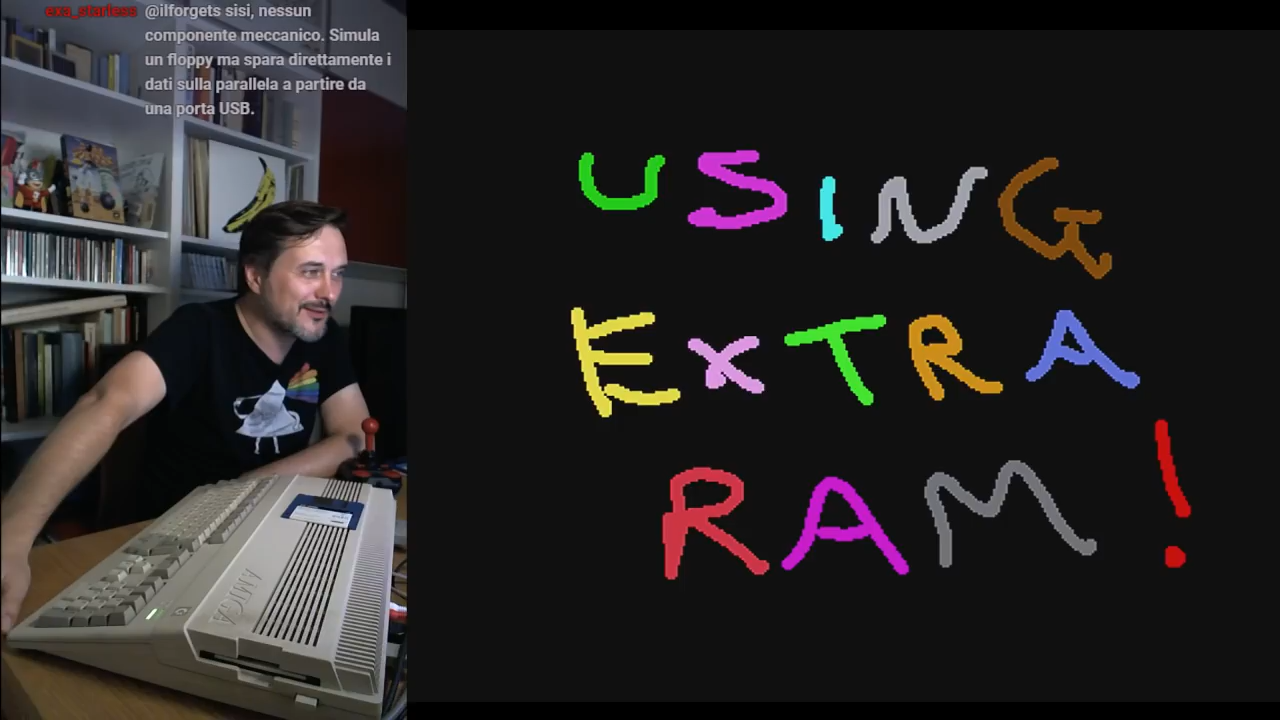 exa_starless @ilforgets sisi, nessun
componente meccanico. Simula
un floppy ma spara direttamente i
dati sulla parallela a partire da
una porta USB.
USING
EXTRA
RAM!
AMIGA